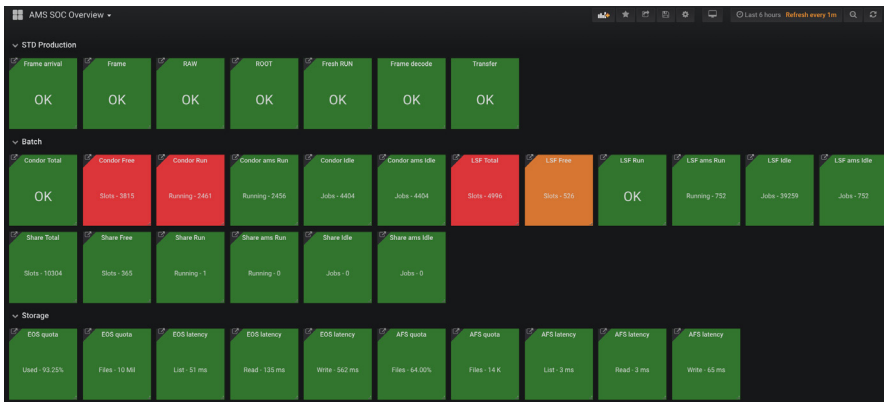 AMS SOC Overview
Last 6 hours Refresh every 1m
STD Production
Frame arrival Frame RAW ROOT Fresh RUN Frame decode Transfer
OK OK OK OK OK OK OK
Batch
Condor Total Condor Free Condor Run Condor ams Run Condor Idle Condor ams Idle LSF Total LSF Free LSF Run LSF ams Run LSF Idle LSF ams Idle
OK Slots - 3815 Running - 2461 Running - 2456 Jobs - 4404 Jobs - 4404 Slots - 4996 Slots - 526 OK Running - 752 Jobs - 39259 Jobs - 752
Share Total Share Free Share Run Share ams Run Share Idle Share ams Idle
Slots - 10304 Slots - 365 Running - 1 Running - 0 Jobs - 0 Jobs - 0
Storage
EOS quota EOS quota EOS latency EOS latency EOS latency AFS quota AFS quota AFS latency AFS latency AFS latency
Used - 93.25% Files - 10 Mil List - 51 ms Read - 135 ms Write - 562 ms Files - 64.00% Files - 14 K List - 3 ms Read - 3 ms Write - 65 ms